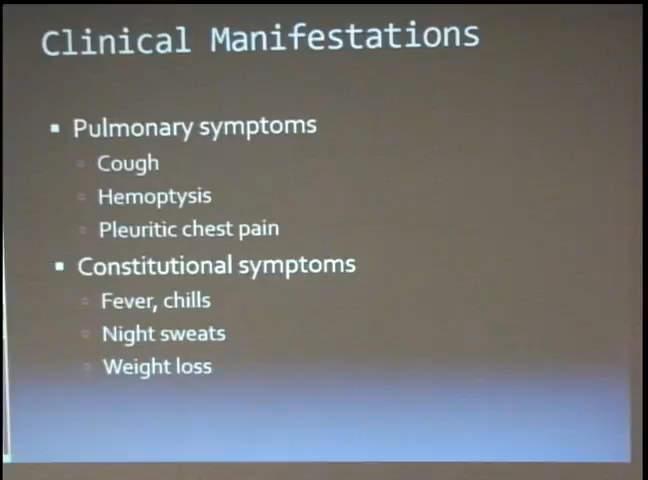 Clinical Manifestations
Pulmonary symptoms
Cough
Hemoptysis
Pleuritic chest pain
Constitutional symptoms
Fever, chills
Night sweats
Weight loss